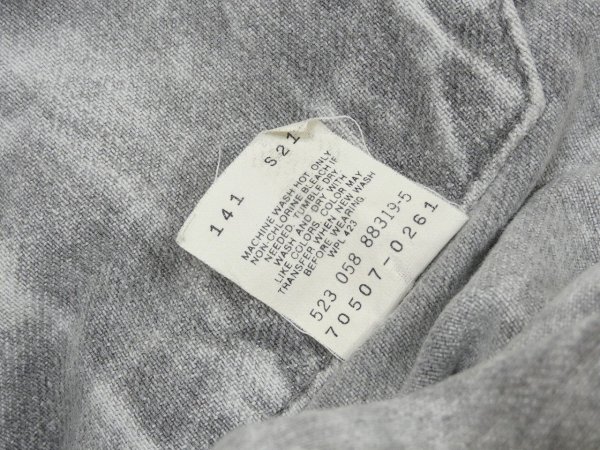 141 S21
MACHINE WASH HOT ONLY
NON-CHLORINE BLEACH IF
NEEDED. TUMBLE DRY
WASH AND DRY WITH
LIKE COLORS. COLOR MAY
TRANSFER WHEN NEW WASH
BEFORE WEARING
WPL 423
523 058 88319-5
70507-0261